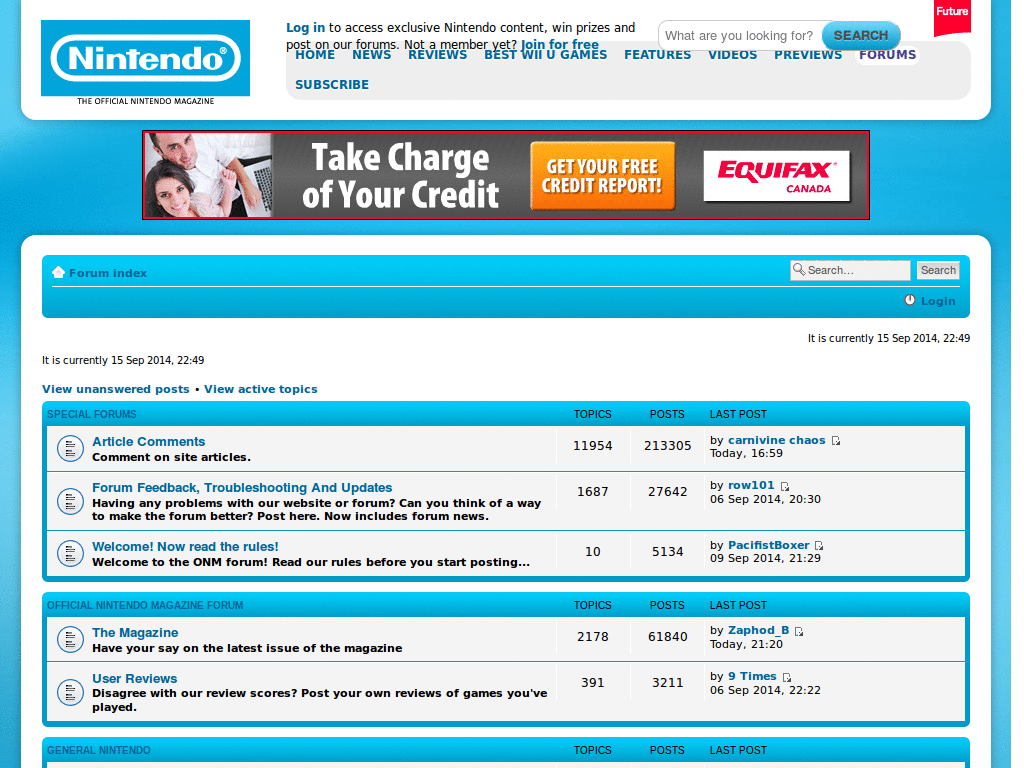 Future
Log in to access exclusive Nintendo content, win prizes and
post on our forums. Not a member yet? Join for free
What are you looking for?
SEARCH
Nintendo®
THE OFFICIAL NINTENDO MAGAZINE
HOME NEWS REVIEWS BEST WII U GAMES FEATURES VIDEOS PREVIEWS FORUMS
SUBSCRIBE
Take Charge
of Your Credit
GET YOUR FREE
CREDIT REPORT!
EQUIFAX®
CANADA
Forum index
Search...
Search
Login
It is currently 15 Sep 2014, 22:49
It is currently 15 Sep 2014, 22:49
View unanswered posts • View active topics
SPECIAL FORUMS TOPICS POSTS LAST POST
Article Comments
Comment on site articles.
11954 213305
by carnivine chaos
Today, 16:59
Forum Feedback, Troubleshooting And Updates
Having any problems with our website or forum? Can you think of a way
to make the forum better? Post here. Now includes forum news.
1687 27642
by row101
06 Sep 2014, 20:30
Welcome! Now read the rules!
Welcome to the ONM forum! Read our rules before you start posting...
10 5134
by PacifistBoxer
09 Sep 2014, 21:29
OFFICIAL NINTENDO MAGAZINE FORUM TOPICS POSTS LAST POST
The Magazine
Have your say on the latest issue of the magazine
2178 61840
by Zaphod_B
Today, 21:20
User Reviews
Disagree with our review scores? Post your own reviews of games you've
played.
391 3211
by 9 Times
06 Sep 2014, 22:22
GENERAL NINTENDO TOPICS POSTS LAST POST